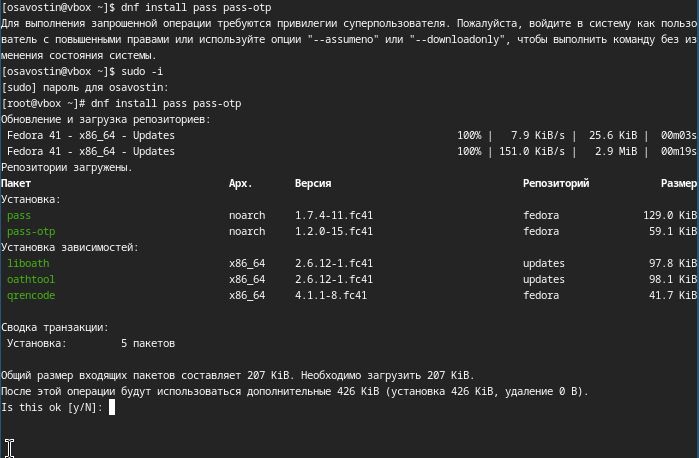 [osavostin@vbox ~]$ dnf install pass pass-otp
Для выполнения запрошенной операции требуются привилегии суперпользователя. Пожалуйста, войдите в систему как пользо
ватель с повышенными правами или используйте опции "--assumeno" или "--downloadonly", чтобы выполнить команду без из
менения состояния системы.
[osavostin@vbox ~]$ sudo -i
[sudo] пароль для osavostin:
[root@vbox ~]# dnf install pass pass-otp
Обновление и загрузка репозиториев:
Fedora 41 - x86_64 - Updates 100% | 7.9 KiB/s | 25.6 KiB | 00m03s
Fedora 41 - x86_64 - Updates 100% | 151.0 KiB/s | 2.9 MiB | 00m19s
Репозитории загружены.
Пакет Арх. Версия Репозиторий Размер
Установка:
pass noarch 1.7.4-11.fc41 fedora 129.0 KiB
pass-otp noarch 1.2.0-15.fc41 fedora 59.1 KiB
Установка зависимостей:
liboath x86_64 2.6.12-1.fc41 updates 97.8 KiB
oathtool x86_64 2.6.12-1.fc41 updates 98.1 KiB
qrencode x86_64 4.1.1-8.fc41 fedora 41.7 KiB
Сводка транзакции:
Установка: 5 пакетов
Общий размер входящих пакетов составляет 207 KiB. Необходимо загрузить 207 KiB.
После этой операции будут использоваться дополнительные 426 KiB (установка 426 KiB, удаление 0 B).
Is this ok [y/N]: